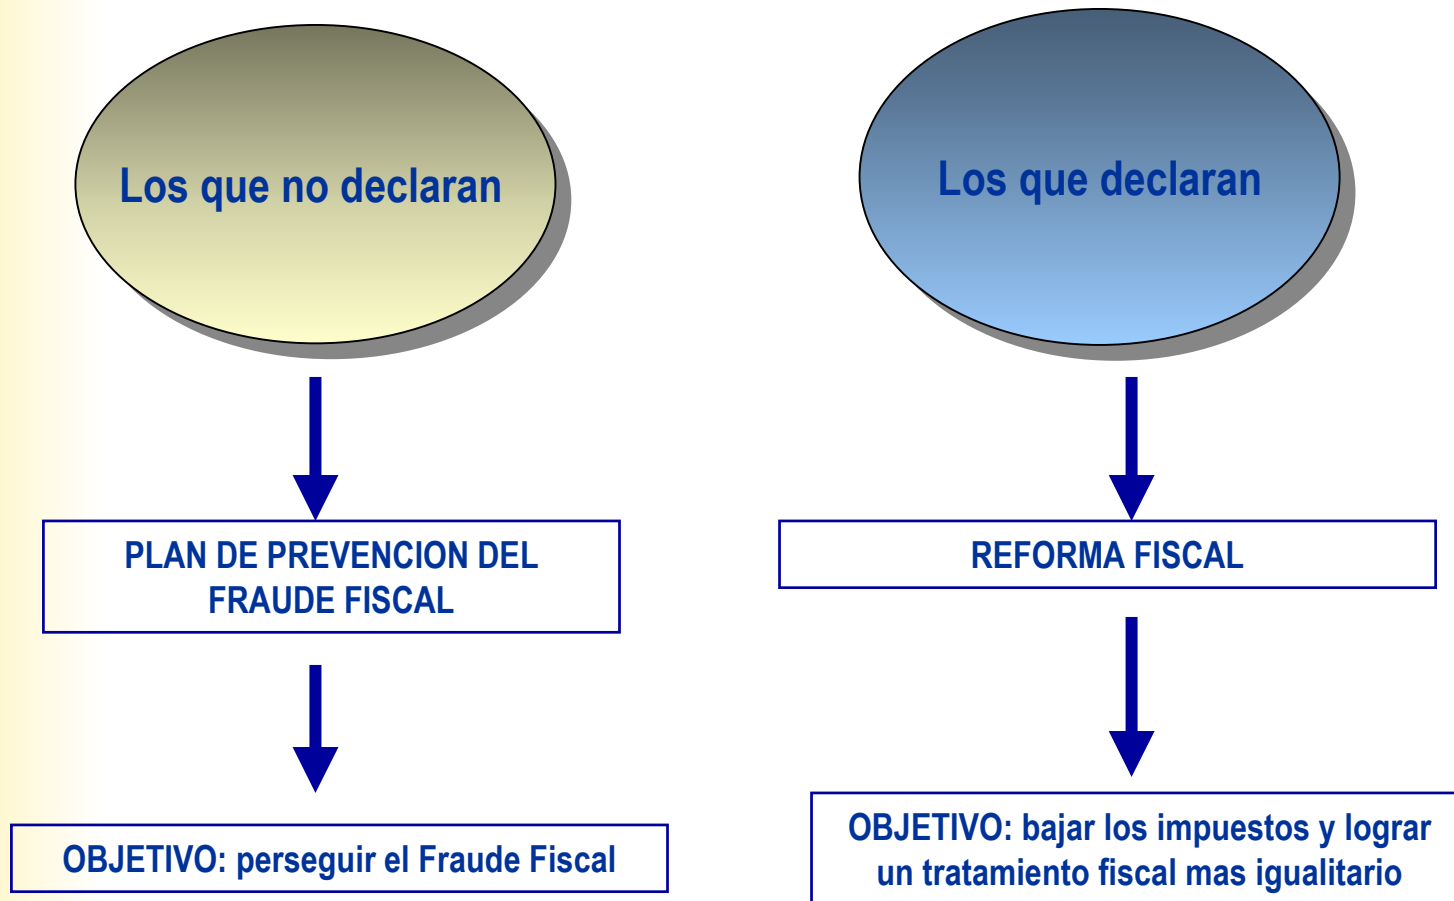 Los que no declaran
PLAN DE PREVENCION DEL
FRAUDE FISCAL
OBJETIVO: perseguir el Fraude Fiscal
Los que declaran
REFORMA FISCAL
OBJETIVO: bajar los impuestos y lograr
un tratamiento fiscal mas igualitario